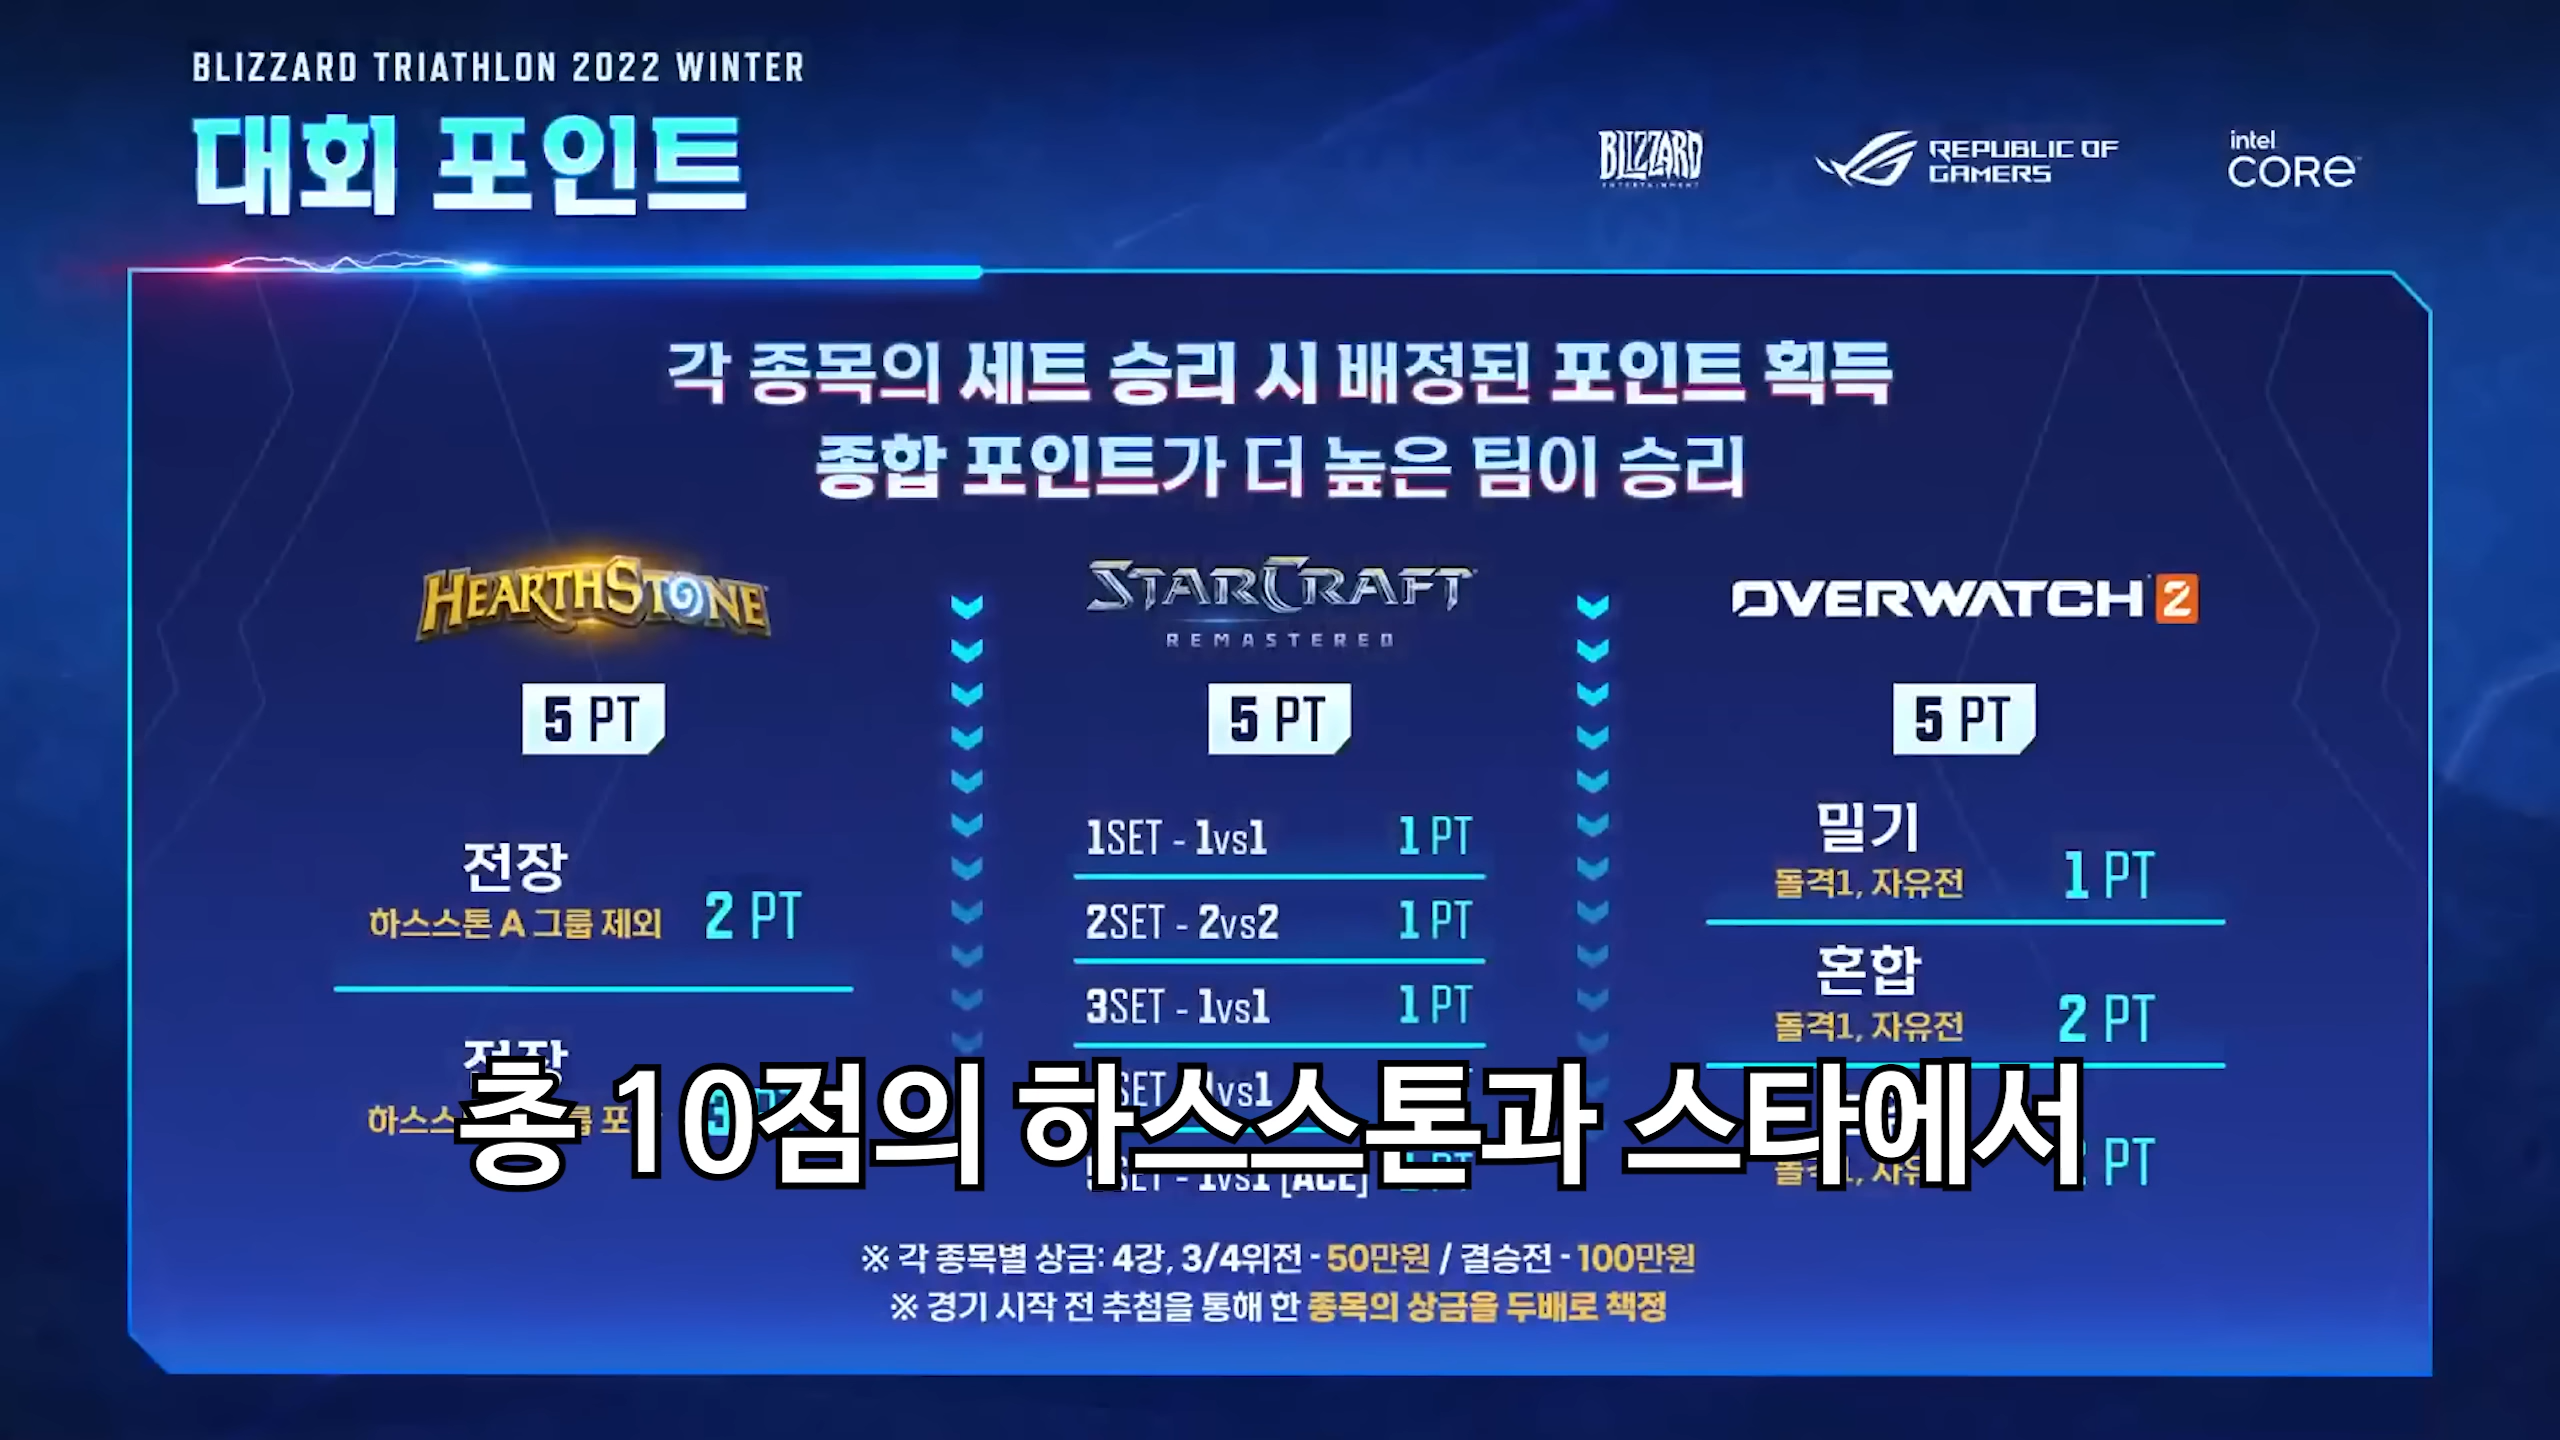 BLIZZARD TRIATHLON 2022 WINTER
대회 포인트
BLIZZARD
ENTERTAINMENT
REPUBLIC OF
GAMERS
intel
CORE
각 종목의 세트 승리 시 배정된 포인트 획득
종합 포인트가 더 높은 팀이 승리
HEARTHSTONE
5 PT
전장
하스스톤 A 그룹 제외 2 PT
전장
STARCRAFT
REMASTERED
5 PT
1SET - 1vs1 1 PT
2SET - 2vs2 1 PT
3SET - 1vs1 1 PT
1vs1 [ACE]
OVERWATCH 2
5 PT
밀기
돌격1, 자유전 1 PT
혼합
돌격1, 자유전 2 PT
PT
총 10점의 하스스톤과 스타에서
※ 각 종목별 상금: 4강, 3/4위전 - 50만원 / 결승전 - 100만원
※ 경기 시작 전 추첨을 통해 한 종목의 상금을 두배로 책정